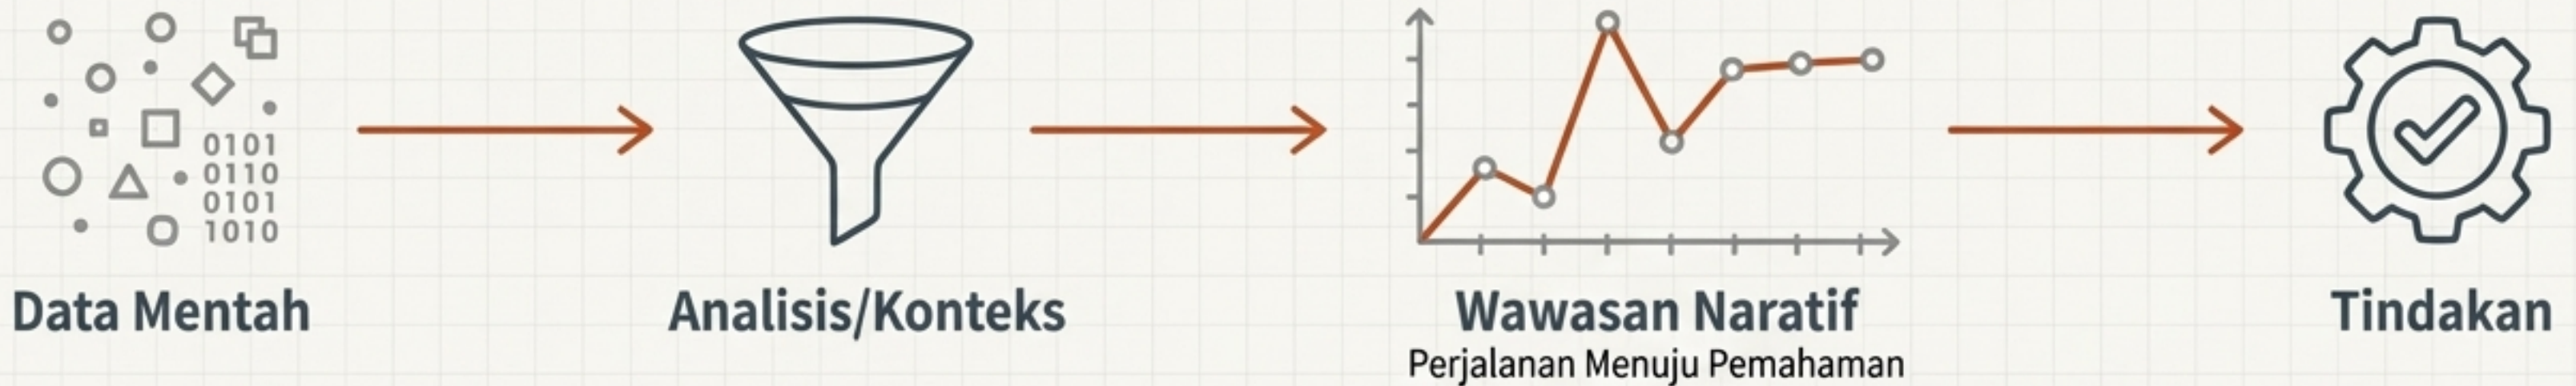 0101
0110
0101
1010
Data Mentah
Analisis/Konteks
Wawasan Naratif
Perjalanan Menuju Pemahaman
Tindakan